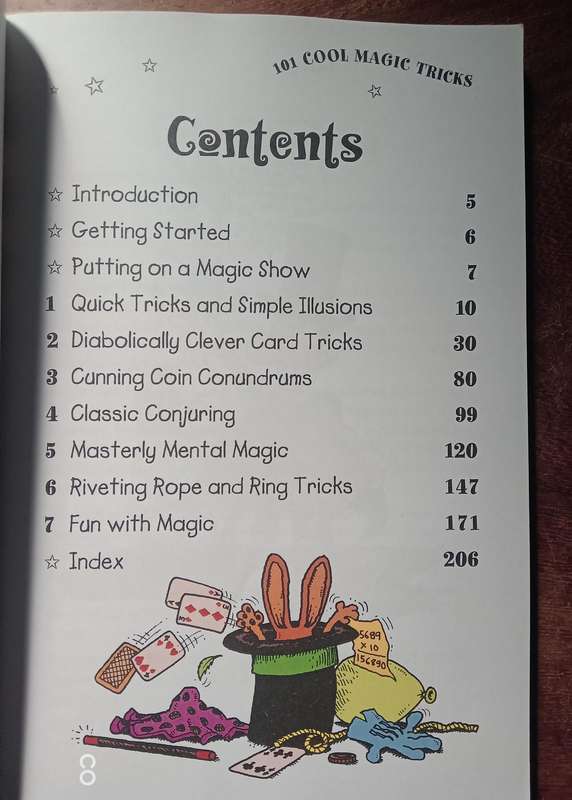 101 COOL MAGIC TRICKS
Contents
☆ Introduction 5
☆ Getting Started 6
☆ Putting on a Magic Show 7
1 Quick Tricks and Simple Illusions 10
2 Diabolically Clever Card Tricks 30
3 Cunning Coin Conundrums 80
4 Classic Conjuring 99
5 Masterly Mental Magic 120
6 Riveting Rope and Ring Tricks 147
7 Fun with Magic 171
☆ Index 206
5689
x 10
156890